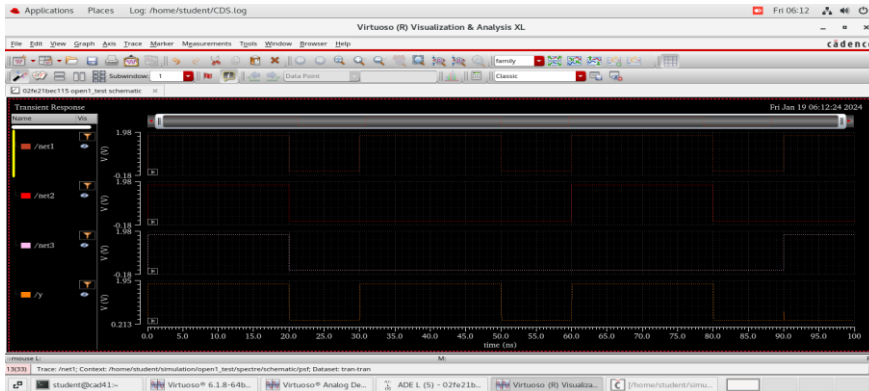 Applications Places Log: /home/student/CDS.log Fri 06:12
Virtuoso (R) Visualization & Analysis XL
File Edit View Graph Axis Trace Marker Measurements Tools Window Browser Help cādence
family
Subwindow: 1 Data Point Classic
02fe21bec115 open1_test schematic
Transient Response Fri Jan 19 06:12:24 2024
Name Vis
1.98
/net1
V (V)
-0.18
1.98
/net2
V (V)
-0.18
1.98
/net3
V (V)
-0.18
1.95
/y
V (V)
0.213
0.0 5.0 10.0 15.0 20.0 25.0 30.0 35.0 40.0 45.0 50.0 55.0 60.0 65.0 70.0 75.0 80.0 85.0 90.0 95.0 100
time (ns)
mouse L: M:
13(33) Trace: /net1; Context: /home/student/simulation/open1_test/spectre/schematic/psf; Dataset: tran-tran
student@cad41:~ Virtuoso® 6.1.8-64b... Virtuoso® Analog De... ADE L (5) - 02fe21b... Virtuoso (R) Visualiza... [/home/student/simu...